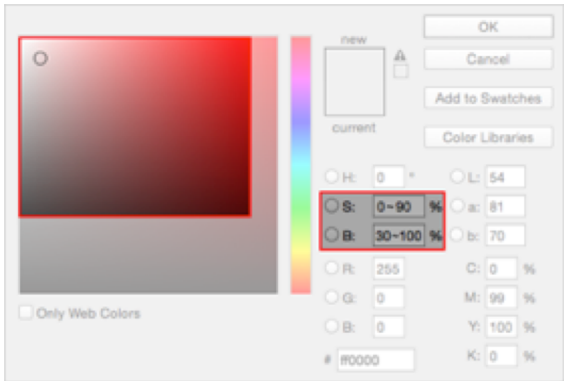 new
OK
Cancel
Add to Swatches
current
Color Libraries
H: 0 °
L: 54
S: 0~90 %
a: 81
B: 30~100 %
b: 70
R: 255
C: 0 %
G: 0
M: 99 %
B: 0
Y: 100 %
# ff0000
K: 0 %
Only Web Colors